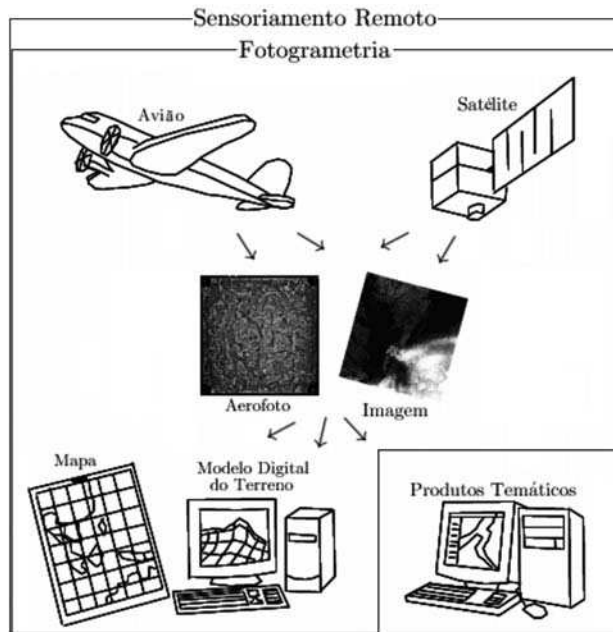 Sensoriamento Remoto
Fotogrametria
Avião
Satélite
Aerofoto
Imagem
Mapa
Modelo Digital
do Terreno
Produtos Temáticos